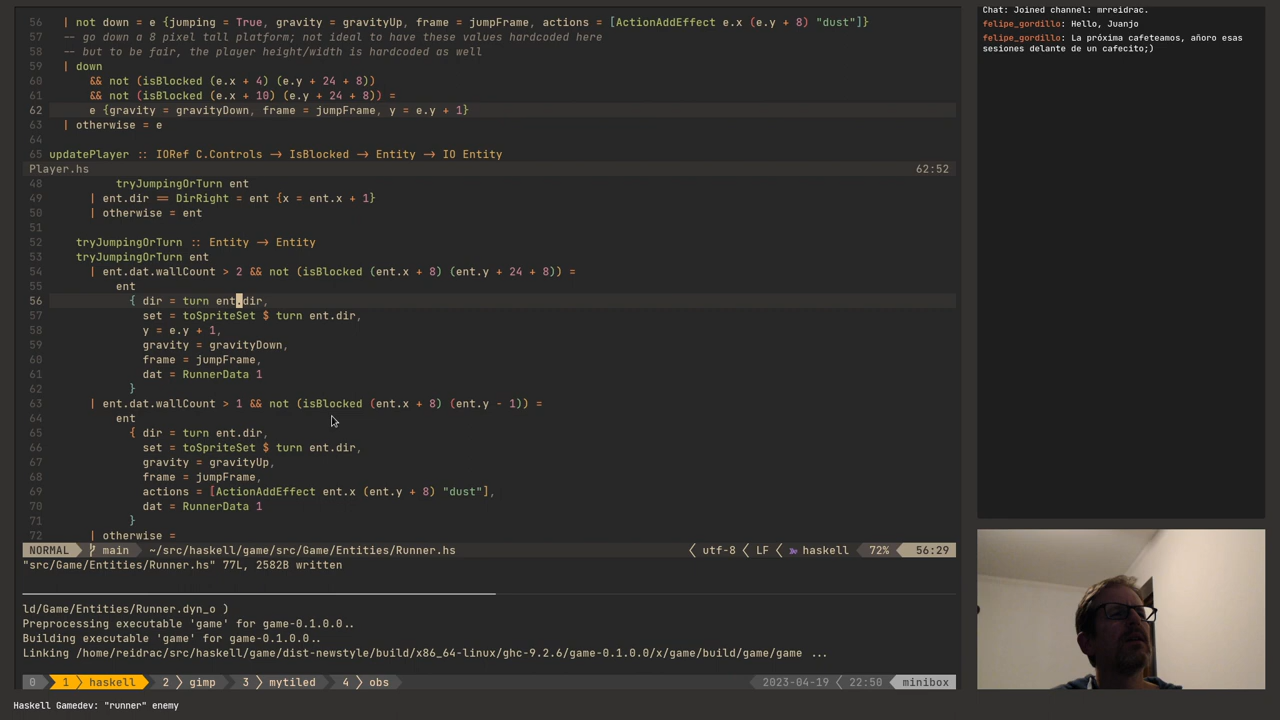 56   | not down = e {jumping = True, gravity = gravityUp, frame = jumpFrame, actions = [ActionAddEffect e.x (e.y + 8) "dust"]}
57   -- go down a 8 pixel tall platform; not ideal to have these values hardcoded here
58   -- but to be fair, the player height/width is hardcoded as well
59   | down
60       && not (isBlocked (e.x + 4) (e.y + 24 + 8))
61       && not (isBlocked (e.x + 10) (e.y + 24 + 8)) =
62       e {gravity = gravityDown, frame = jumpFrame, y = e.y + 1}
63   | otherwise = e
64
65 updatePlayer :: IORef C.Controls -> IsBlocked -> Entity -> IO Entity
Player.hs 62:52
48           tryJumpingOrTurn ent
49       | ent.dir == DirRight = ent {x = ent.x + 1}
50       | otherwise = ent
51
52     tryJumpingOrTurn :: Entity -> Entity
53     tryJumpingOrTurn ent
54       | ent.dat.wallCount > 2 && not (isBlocked (ent.x + 8) (ent.y + 24 + 8)) =
55           ent
56             { dir = turn ent.dir,
57               set = toSpriteSet $ turn ent.dir,
58               y = e.y + 1,
59               gravity = gravityDown,
60               frame = jumpFrame,
61               dat = RunnerData 1
62             }
63       | ent.dat.wallCount > 1 && not (isBlocked (ent.x + 8) (ent.y - 1)) =
64           ent
65             { dir = turn ent.dir,
66               set = toSpriteSet $ turn ent.dir,
67               gravity = gravityUp,
68               frame = jumpFrame,
69               actions = [ActionAddEffect ent.x (ent.y + 8) "dust"],
70               dat = RunnerData 1
71             }
72       | otherwise =
NORMAL main ~/src/haskell/game/src/Game/Entities/Runner.hs utf-8 LF haskell 72% 56:29
"src/Game/Entities/Runner.hs" 77L, 2582B written
ld/Game/Entities/Runner.dyn_o )
Preprocessing executable 'game' for game-0.1.0.0..
Building executable 'game' for game-0.1.0.0..
Linking /home/reidrac/src/haskell/game/dist-newstyle/build/x86_64-linux/ghc-9.2.6/game-0.1.0.0/x/game/build/game/game ...
0 1 haskell 2 gimp 3 mytiled 4 obs 2023-04-19 22:50 minibox
Haskell Gamedev: "runner" enemy
Chat: Joined channel: mrreidrac.
felipe_gordillo: Hello, Juanjo
felipe_gordillo: La próxima cafeteamos, añoro esas
sesiones delante de un cafecito;)